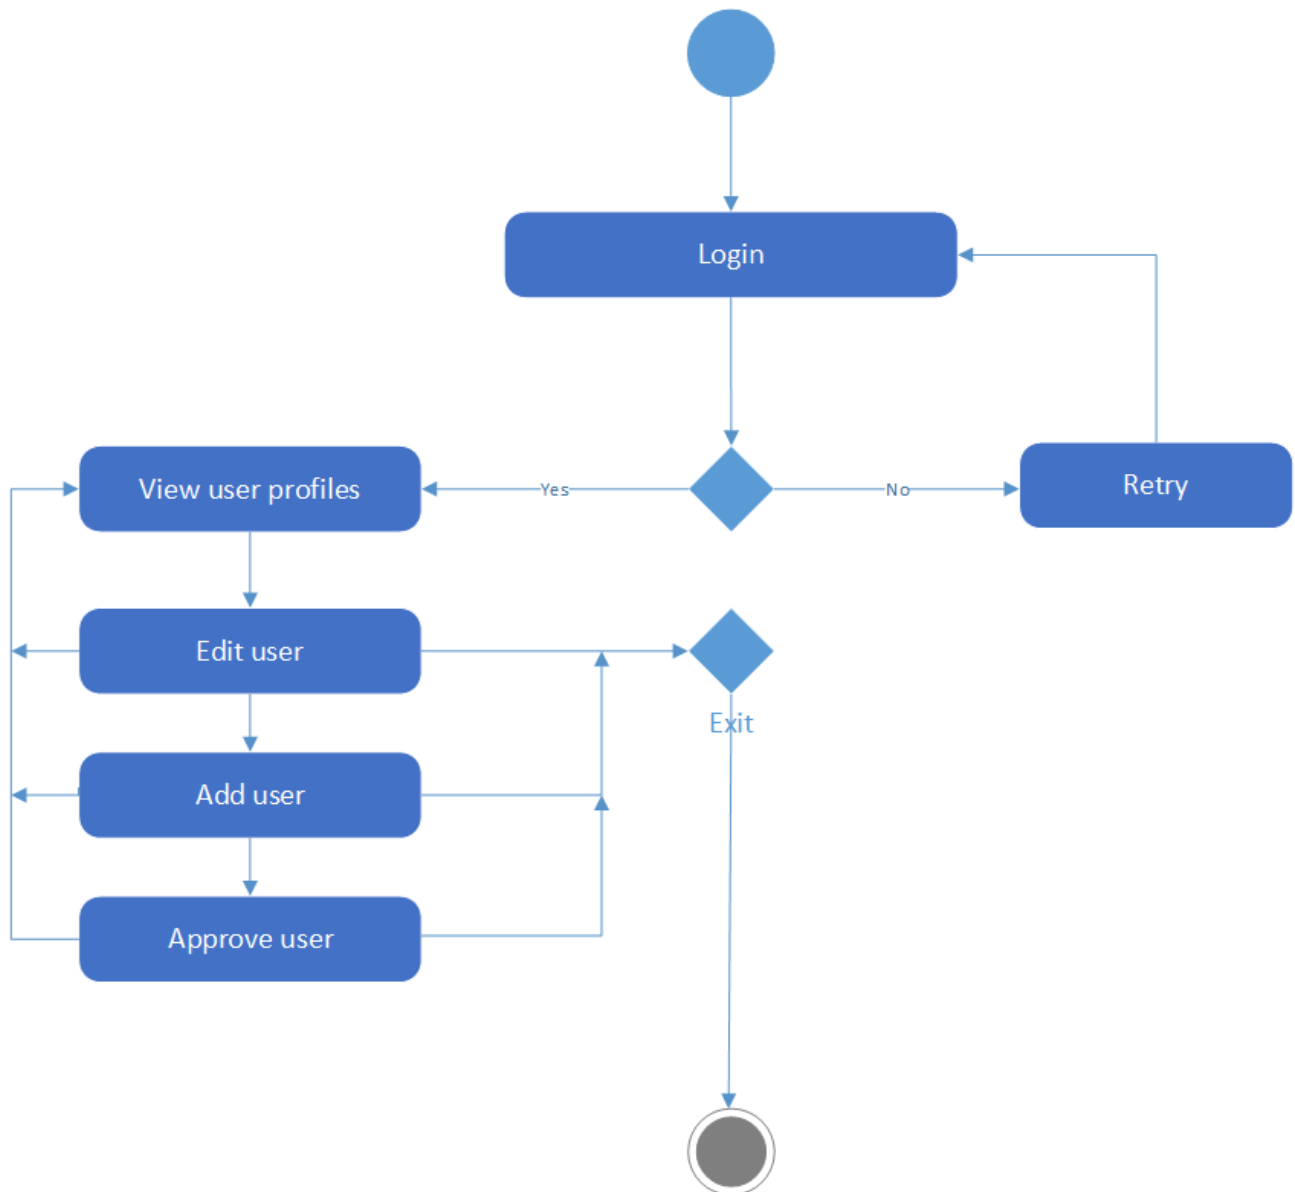 Login
View user profiles
Yes
No
Retry
Edit user
Exit
Add user
Approve user